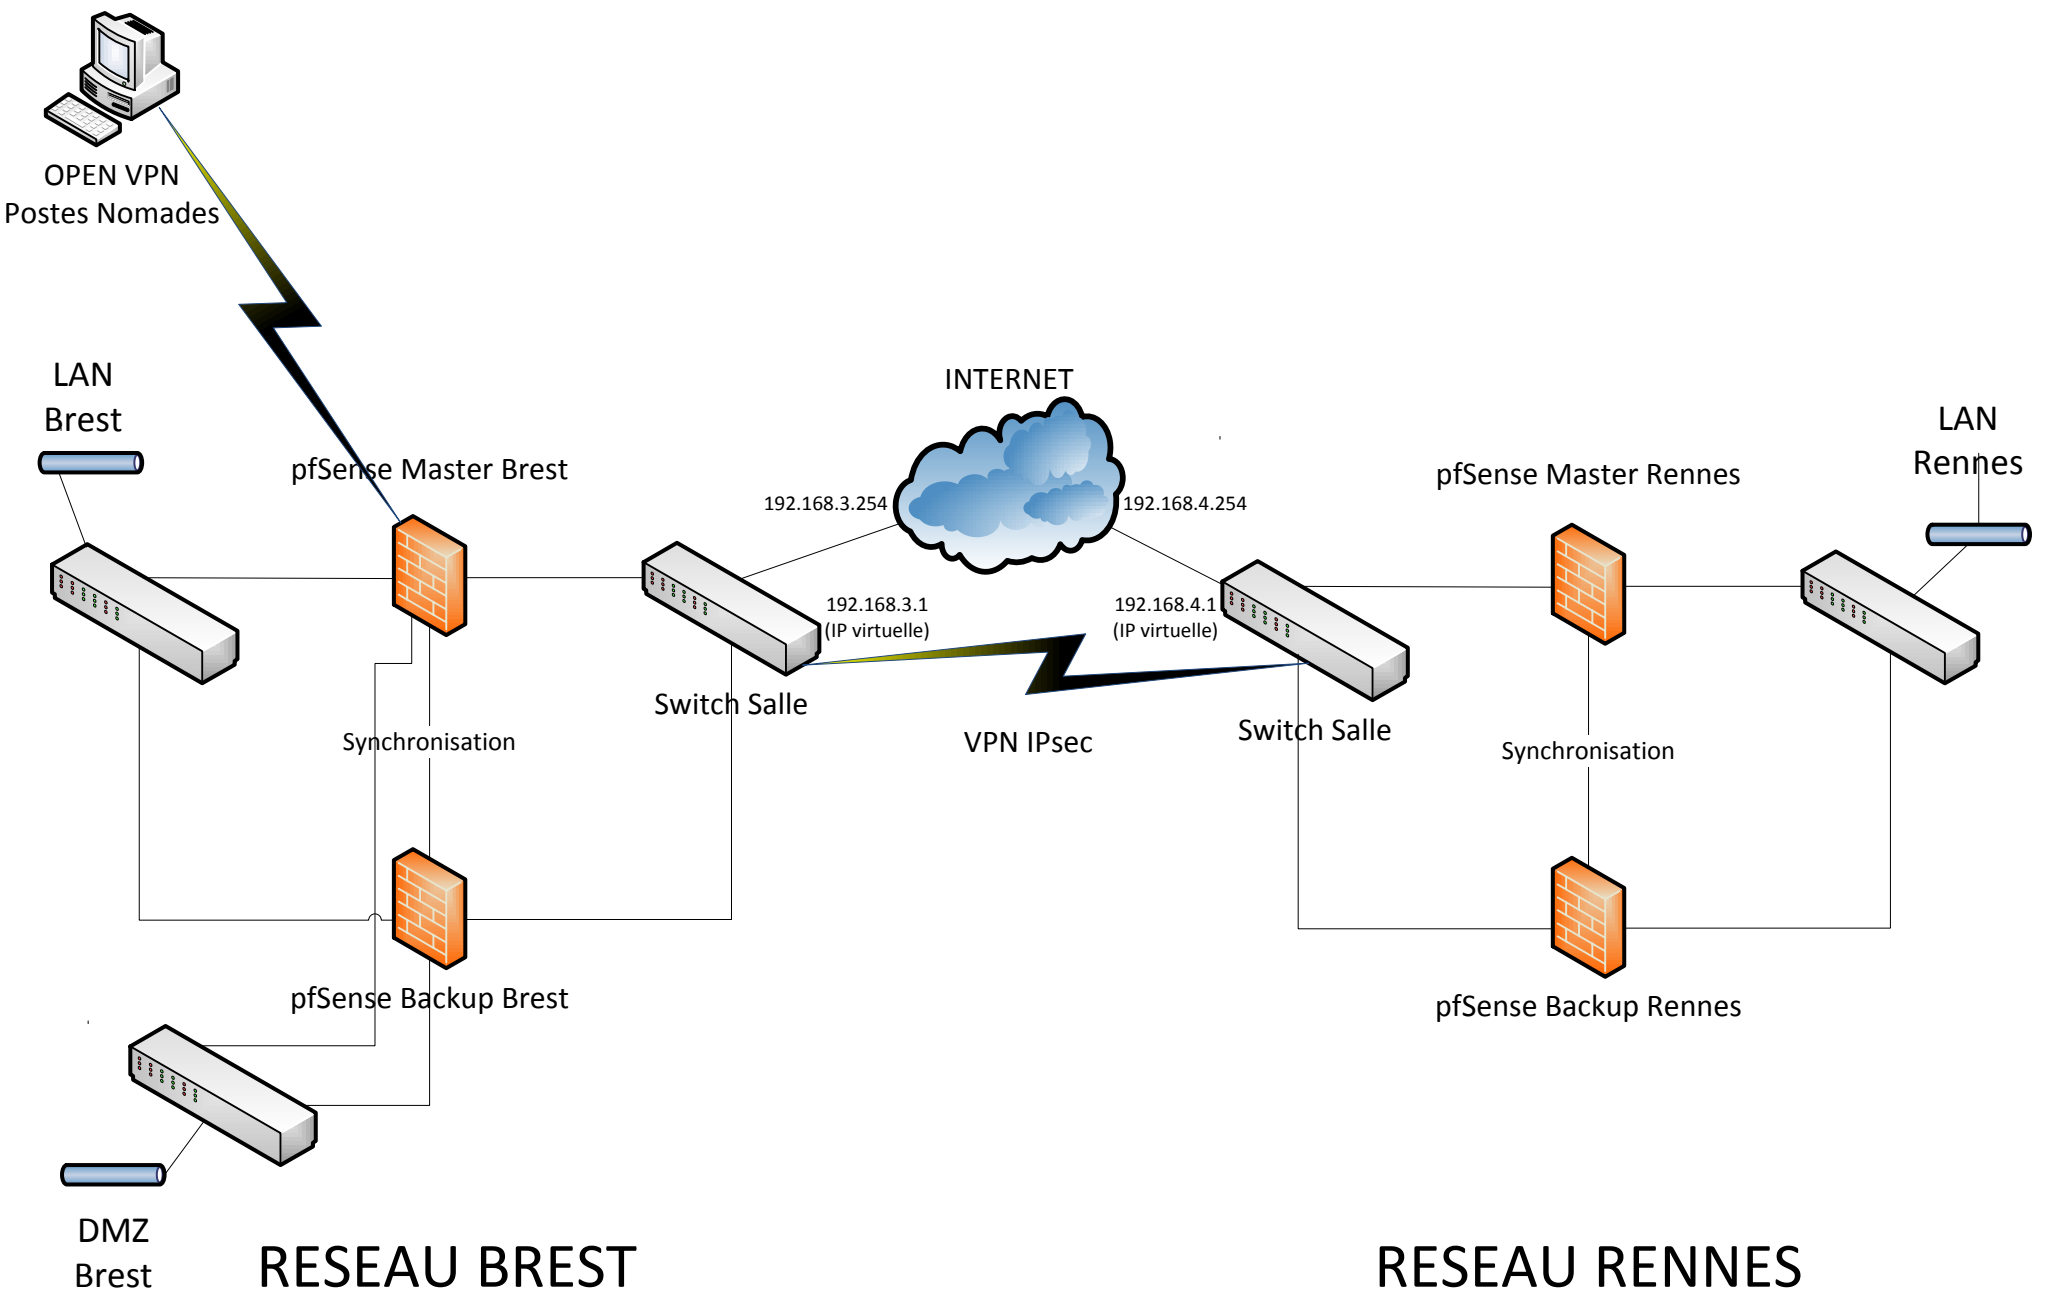 OPEN VPN
Postes Nomades
LAN
Brest
pfSense Master Brest
INTERNET
192.168.3.254
192.168.4.254
pfSense Master Rennes
LAN
Rennes
192.168.3.1
(IP virtuelle)
192.168.4.1
(IP virtuelle)
Switch Salle
Switch Salle
VPN IPsec
Synchronisation
Synchronisation
pfSense Backup Brest
pfSense Backup Rennes
DMZ
Brest
RESEAU BREST
RESEAU RENNES